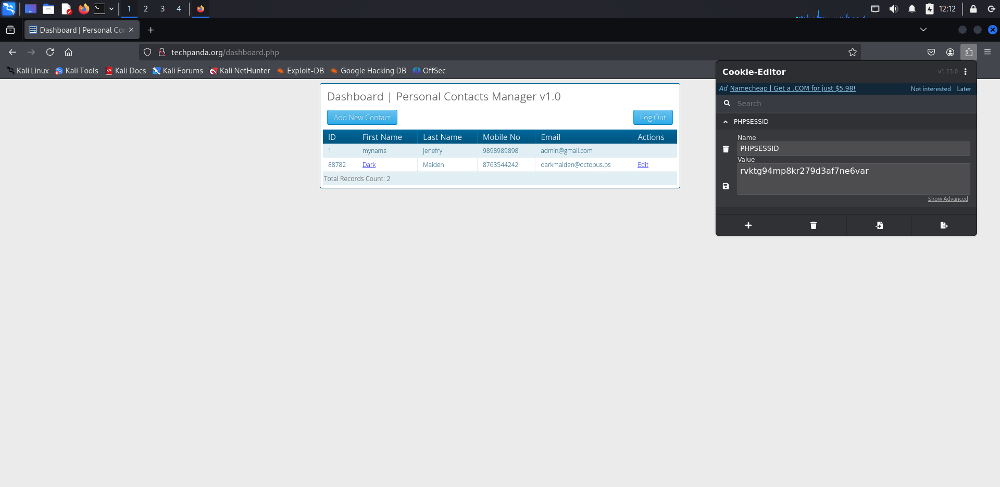 1 2 3 4 12:12
Dashboard | Personal Con
techpanda.org/dashboard.php
Kali Linux Kali Tools Kali Docs Kali Forums Kali NetHunter Exploit-DB Google Hacking DB OffSec
Dashboard | Personal Contacts Manager v1.0
Add New Contact Log Out
ID First Name Last Name Mobile No Email Actions
1 mynams jenefry 9898989898 admin@gmail.com
88782 Dark Maiden 8763544242 darkmaiden@octopus.ps Edit
Total Records Count: 2
Cookie-Editor v1.13.0
Ad Namecheap | Get a .COM for just $5.98! Not interested Later
Search
PHPSESSID
Name
PHPSESSID
Value
rvktg94mp8kr279d3af7ne6var
Show Advanced